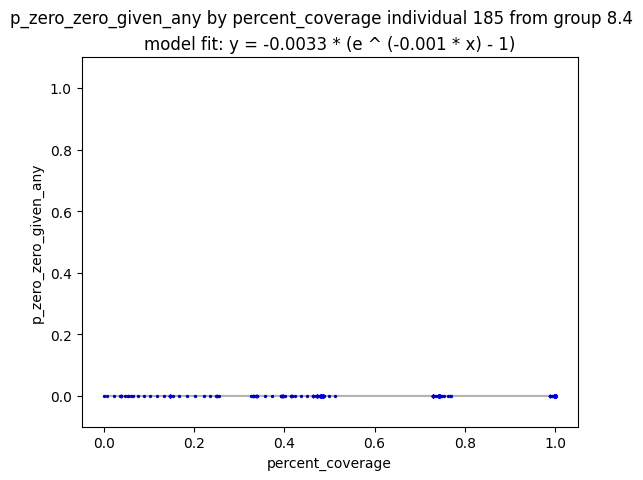 p_zero_zero_given_any by percent_coverage individual 185 from group 8.4
model fit: y = -0.0033 * (e ^ (-0.001 * x) - 1)
p_zero_zero_given_any
1.0
0.8
0.6
0.4
0.2
0.0
0.0 0.2 0.4 0.6 0.8 1.0
percent_coverage